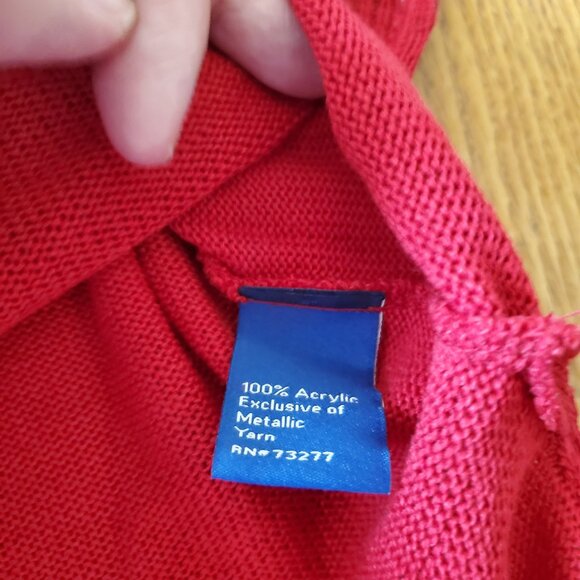 100% Acrylic
Exclusive of
Metallic
Yarn
RN# 73277